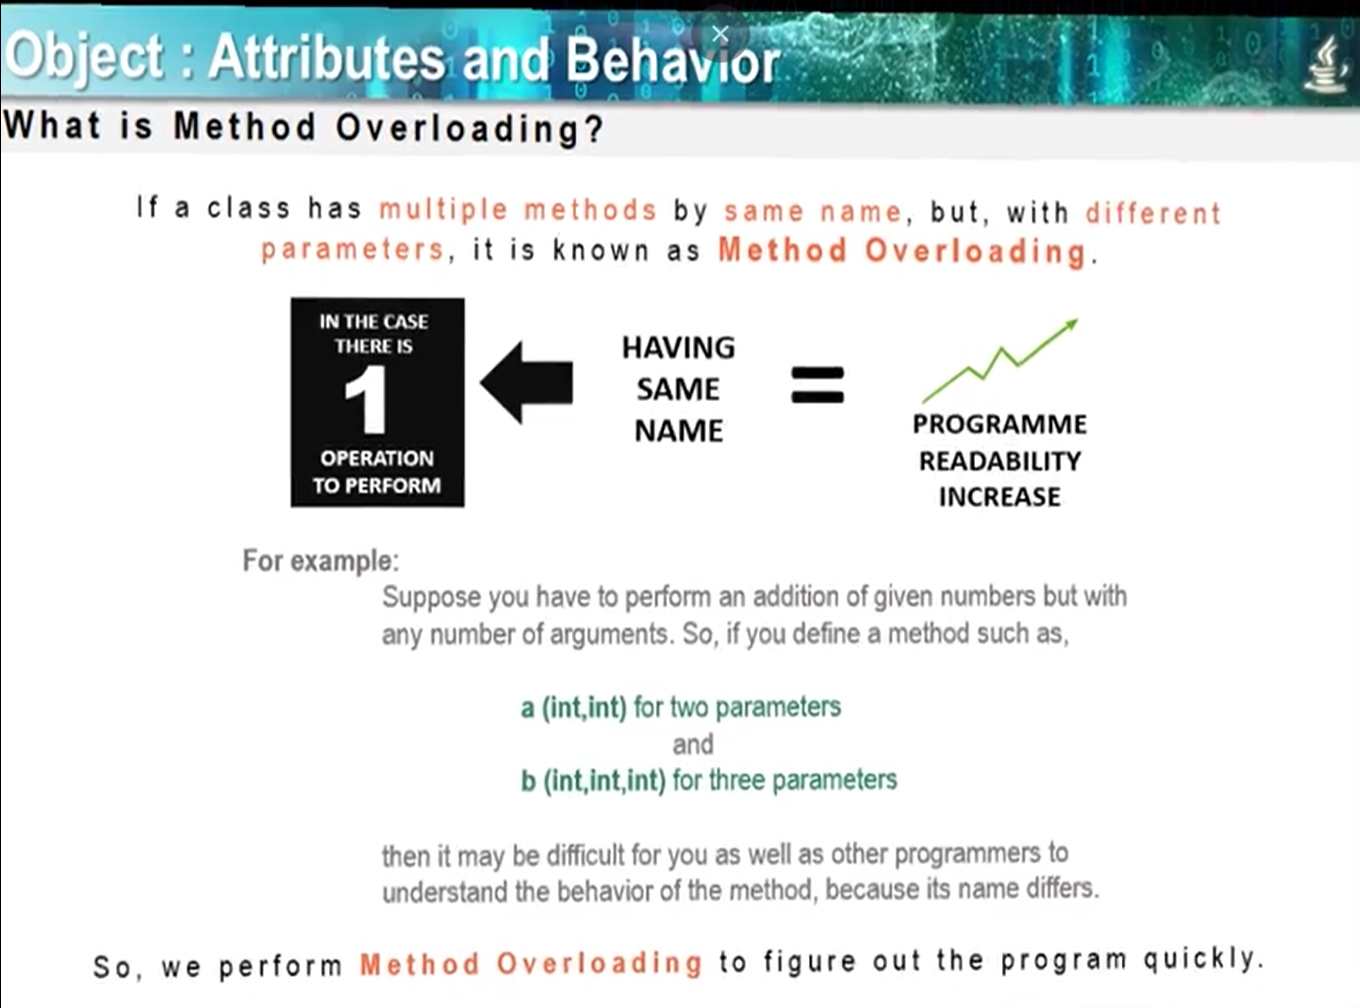 Object : Attributes and Behavior
What is Method Overloading?
If a class has multiple methods by same name, but, with different
parameters, it is known as Method Overloading.
IN THE CASE
THERE IS
1
OPERATION
TO PERFORM
HAVING
SAME
NAME
=
PROGRAMME
READABILITY
INCREASE
For example:
Suppose you have to perform an addition of given numbers but with
any number of arguments. So, if you define a method such as,
a (int,int) for two parameters
and
b (int,int,int) for three parameters
then it may be difficult for you as well as other programmers to
understand the behavior of the method, because its name differs.
So, we perform Method Overloading to figure out the program quickly.